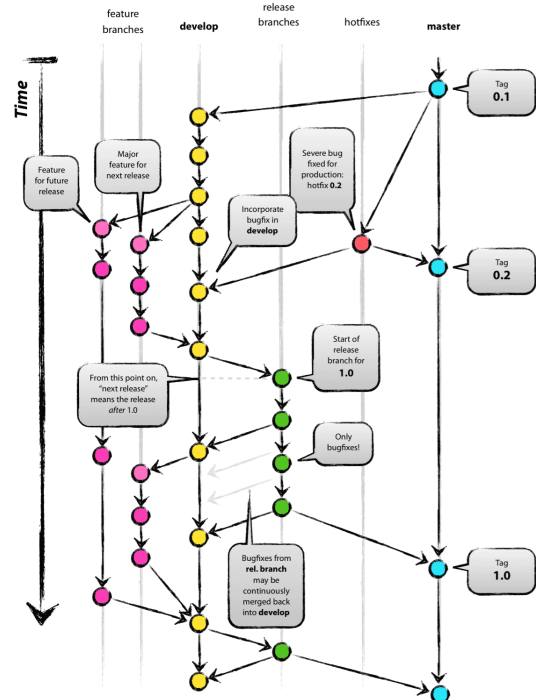 feature
branches
develop
release
branches
hotfixes
master
Time
Tag
0.1
Major
feature for
next release
Feature
for future
release
Severe bug
fixed for
production:
hotfix 0.2
Incorporate
bugfix in
develop
Tag
0.2
Start of
release
branch for
1.0
From this point on,
“next release”
means the release
after 1.0
Only
bugfixes!
Bugfixes from
rel. branch
may be
continuously
merged back
into develop
Tag
1.0